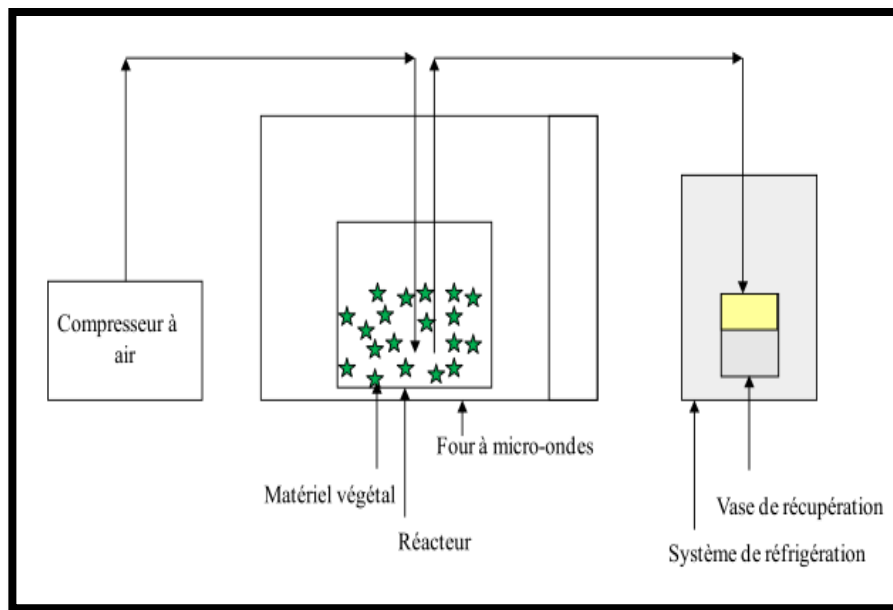 Compresseur à
air
Four à micro-ondes
Matériel végétal
Réacteur
Vase de récupération
Système de réfrigération